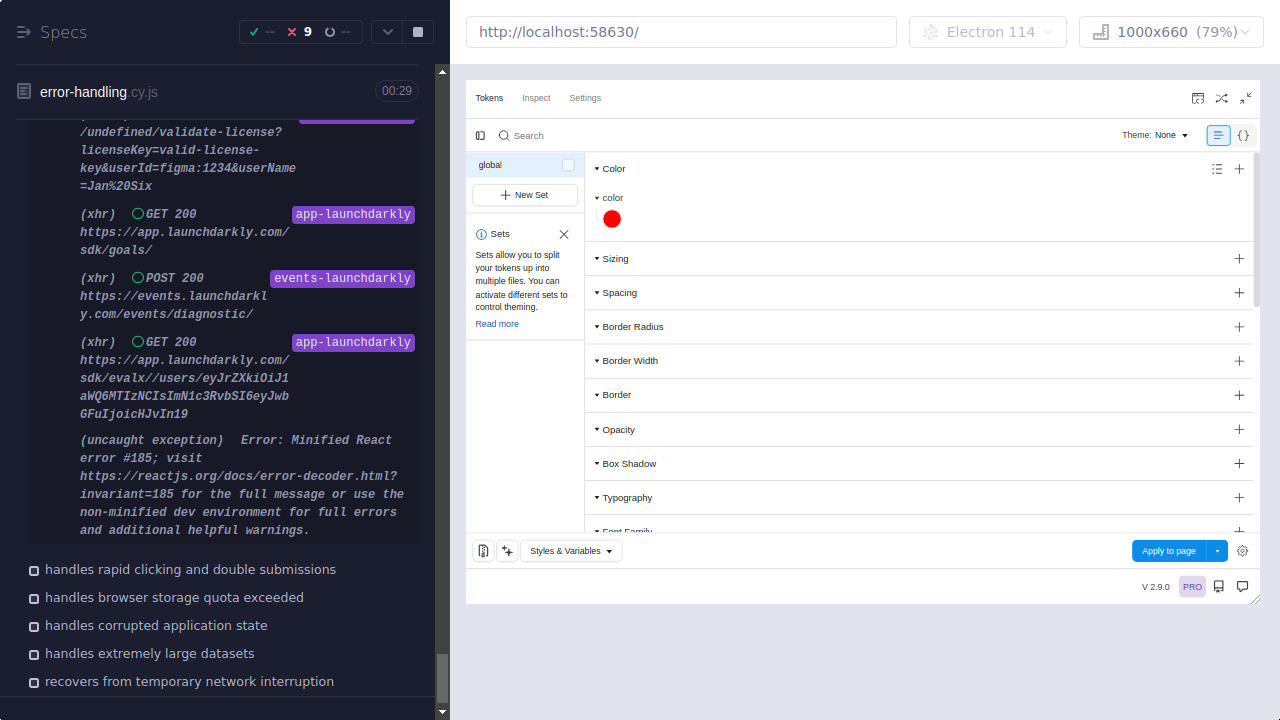 Specs
--
9
--
error-handling.cy.js
00:29
/undefined/validate-license?
licenseKey=valid-license-
key&userId=figma:1234&userName
=Jan%20Six
(xhr) GET 200 app-launchdarkly
https://app.launchdarkly.com/
sdk/goals/
(xhr) POST 200 events-launchdarkly
https://events.launchdarkl
y.com/events/diagnostic/
(xhr) GET 200 app-launchdarkly
https://app.launchdarkly.com/
sdk/evalx//users/eyJrZXkiOiJ1
aWQ6MTIzNCIsImN1c3RvbSI6eyJwb
GFuIjoicHJvIn19
(uncaught exception) Error: Minified React
error #185; visit
https://reactjs.org/docs/error-decoder.html?
invariant=185 for the full message or use the
non-minified dev environment for full errors
and additional helpful warnings.
handles rapid clicking and double submissions
handles browser storage quota exceeded
handles corrupted application state
handles extremely large datasets
recovers from temporary network interruption
http://localhost:58630/
Electron 114
1000x660 (79%)
Tokens Inspect Settings
Search
Theme: None
{}
global
New Set
Sets
Sets allow you to split
your tokens up into
multiple files. You can
activate different sets to
control theming.
Read more
Color
color
Sizing
Spacing
Border Radius
Border Width
Border
Opacity
Box Shadow
Typography
Font Family
Styles & Variables
Apply to page
V 2.9.0
PRO